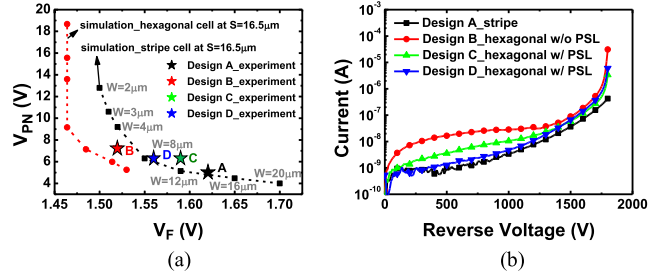 simulation_hexagonal cell at S=16.5μm
simulation_stripe cell at S=16.5μm
Design A_experiment
Design B_experiment
Design C_experiment
Design D_experiment
W=2μm
W=3μm
W=4μm
W=8μm
W=12μm
W=16μm
W=20μm
B
D
C
A
20
18
16
14
12
10
8
6
4
V_PN (V)
1.45 1.50 1.55 1.60 1.65 1.70
V_F (V)
(a)
Design A_stripe
Design B_hexagonal w/o PSL
Design C_hexagonal w/ PSL
Design D_hexagonal w/ PSL
10^-3
10^-4
10^-5
10^-6
10^-7
10^-8
10^-9
10^-10
Current (A)
0 500 1000 1500 2000
Reverse Voltage (V)
(b)